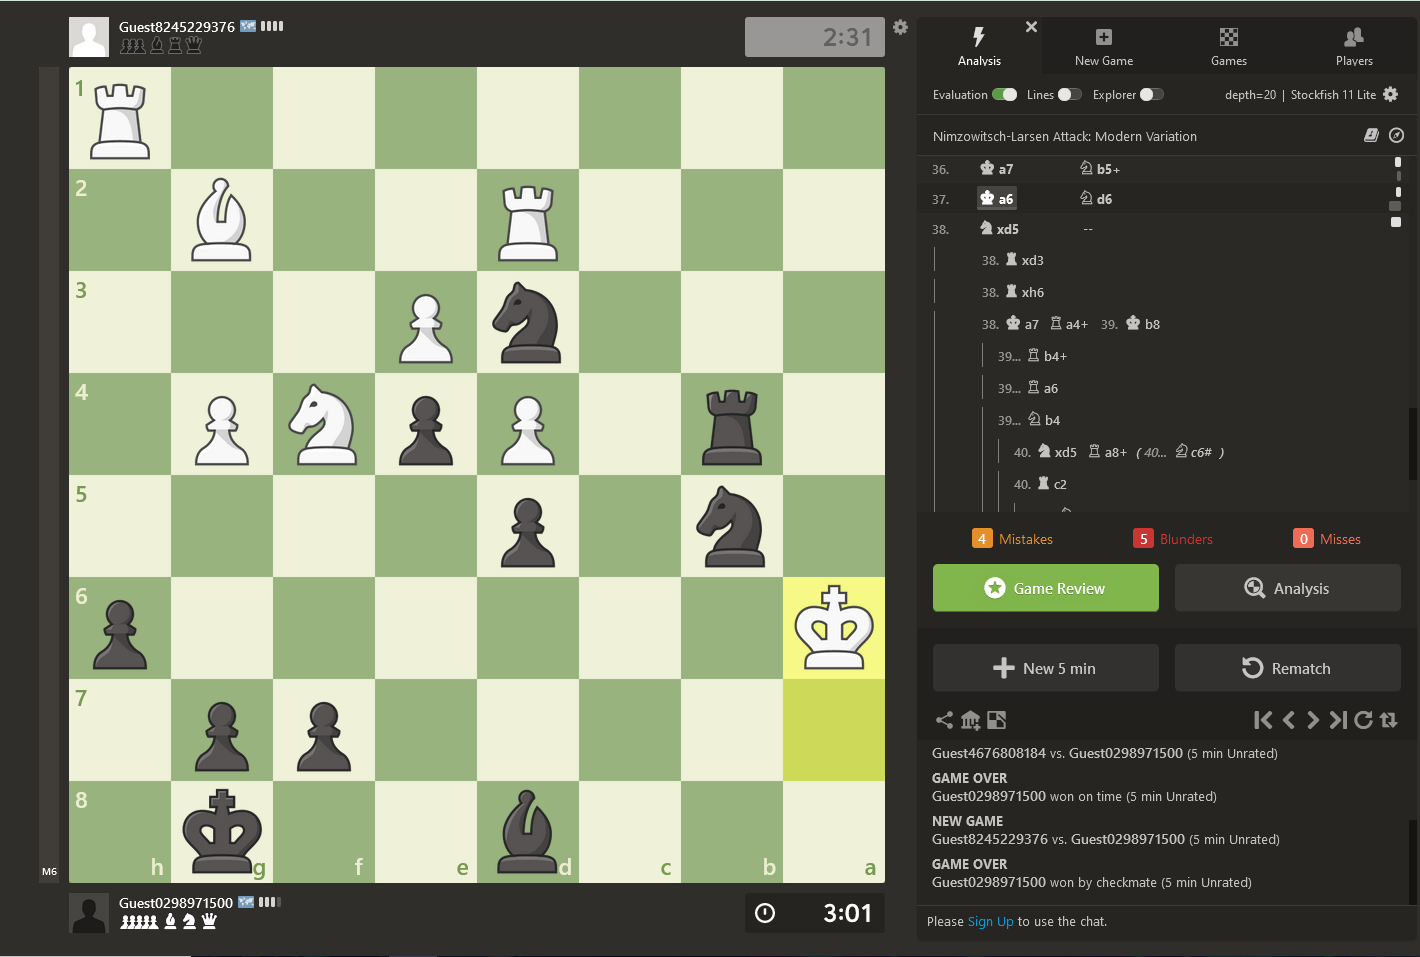 Guest8245229376
2:31
Analysis
New Game
Games
Players
Evaluation Lines Explorer depth=20 | Stockfish 11 Lite
Nimzowitsch-Larsen Attack: Modern Variation
36. a7 b5+
37. a6 d6
38. xd5 --
38. xd3
38. xh6
38. a7 a4+ 39. b8
39... b4+
39... a6
39... b4
40. xd5 a8+ ( 40... c6# )
40. c2
4 Mistakes 5 Blunders 0 Misses
Game Review Analysis
New 5 min Rematch
Guest4676808184 vs. Guest0298971500 (5 min Unrated)
GAME OVER
Guest0298971500 won on time (5 min Unrated)
NEW GAME
Guest8245229376 vs. Guest0298971500 (5 min Unrated)
GAME OVER
Guest0298971500 won by checkmate (5 min Unrated)
Please Sign Up to use the chat.
1
2
3
4
5
6
7
8
h g f e d c b a
M6
Guest0298971500
3:01